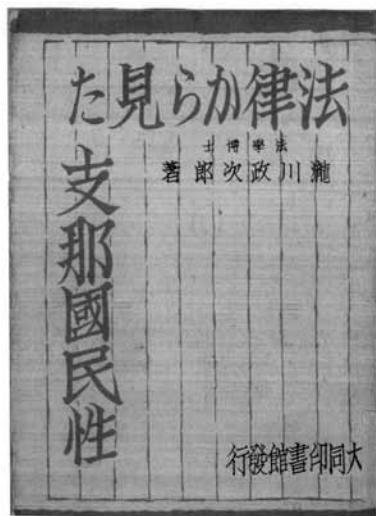 法律から見た
支那國民性
法學博士
瀧川政次郎著
大同印書館發行